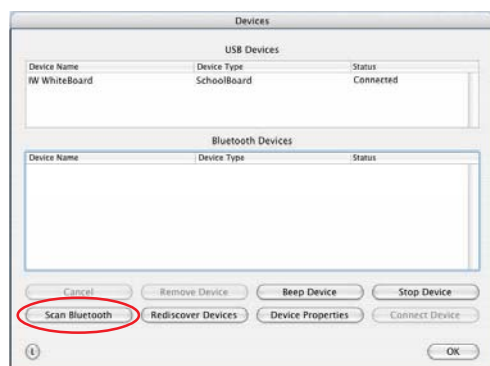 Devices
USB Devices
Device Name Device Type Status
IW WhiteBoard SchoolBoard Connected
Bluetooth Devices
Device Name Device Type Status
Cancel Remove Device Beep Device Stop Device
Scan Bluetooth Rediscover Devices Device Properties Connect Device
OK